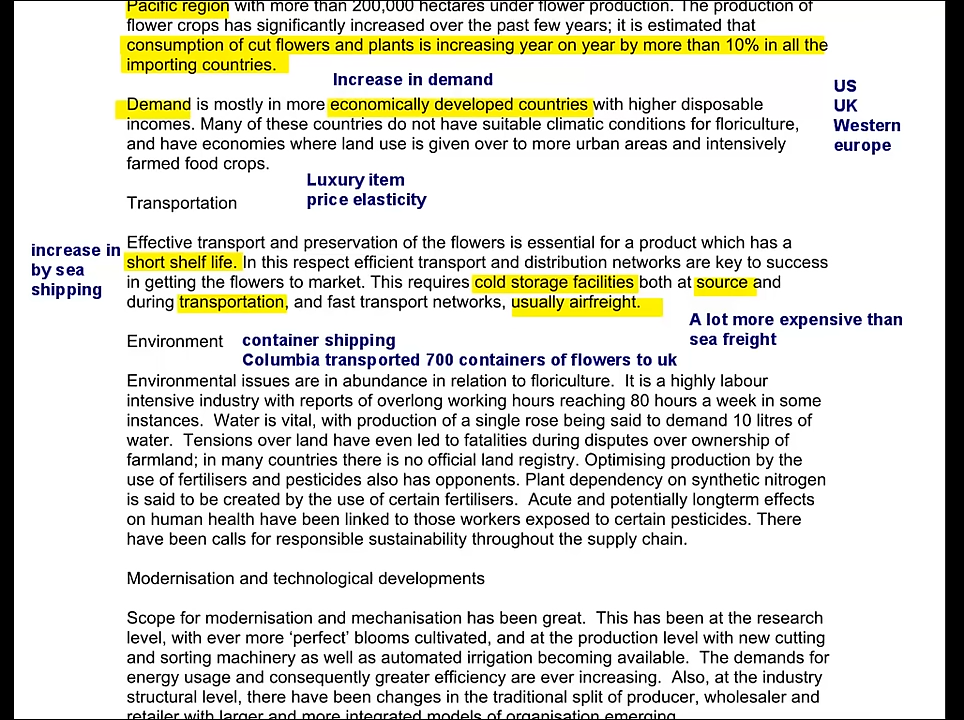 Pacific region with more than 200,000 hectares under flower production. The production of
flower crops has significantly increased over the past few years; it is estimated that
consumption of cut flowers and plants is increasing year on year by more than 10% in all the
importing countries.
Increase in demand
Demand is mostly in more economically developed countries with higher disposable
incomes. Many of these countries do not have suitable climatic conditions for floriculture,
and have economies where land use is given over to more urban areas and intensively
farmed food crops.
US
UK
Western
europe
Luxury item
price elasticity
Transportation
increase in
by sea
shipping
Effective transport and preservation of the flowers is essential for a product which has a
short shelf life. In this respect efficient transport and distribution networks are key to success
in getting the flowers to market. This requires cold storage facilities both at source and
during transportation, and fast transport networks, usually airfreight.
A lot more expensive than
sea freight
Environment
container shipping
Columbia transported 700 containers of flowers to uk
Environmental issues are in abundance in relation to floriculture. It is a highly labour
intensive industry with reports of overlong working hours reaching 80 hours a week in some
instances. Water is vital, with production of a single rose being said to demand 10 litres of
water. Tensions over land have even led to fatalities during disputes over ownership of
farmland; in many countries there is no official land registry. Optimising production by the
use of fertilisers and pesticides also has opponents. Plant dependency on synthetic nitrogen
is said to be created by the use of certain fertilisers. Acute and potentially longterm effects
on human health have been linked to those workers exposed to certain pesticides. There
have been calls for responsible sustainability throughout the supply chain.
Modernisation and technological developments
Scope for modernisation and mechanisation has been great. This has been at the research
level, with ever more ‘perfect’ blooms cultivated, and at the production level with new cutting
and sorting machinery as well as automated irrigation becoming available. The demands for
energy usage and consequently greater efficiency are ever increasing. Also, at the industry
structural level, there have been changes in the traditional split of producer, wholesaler and
retailer with larger and more integrated models of organisation emerging.